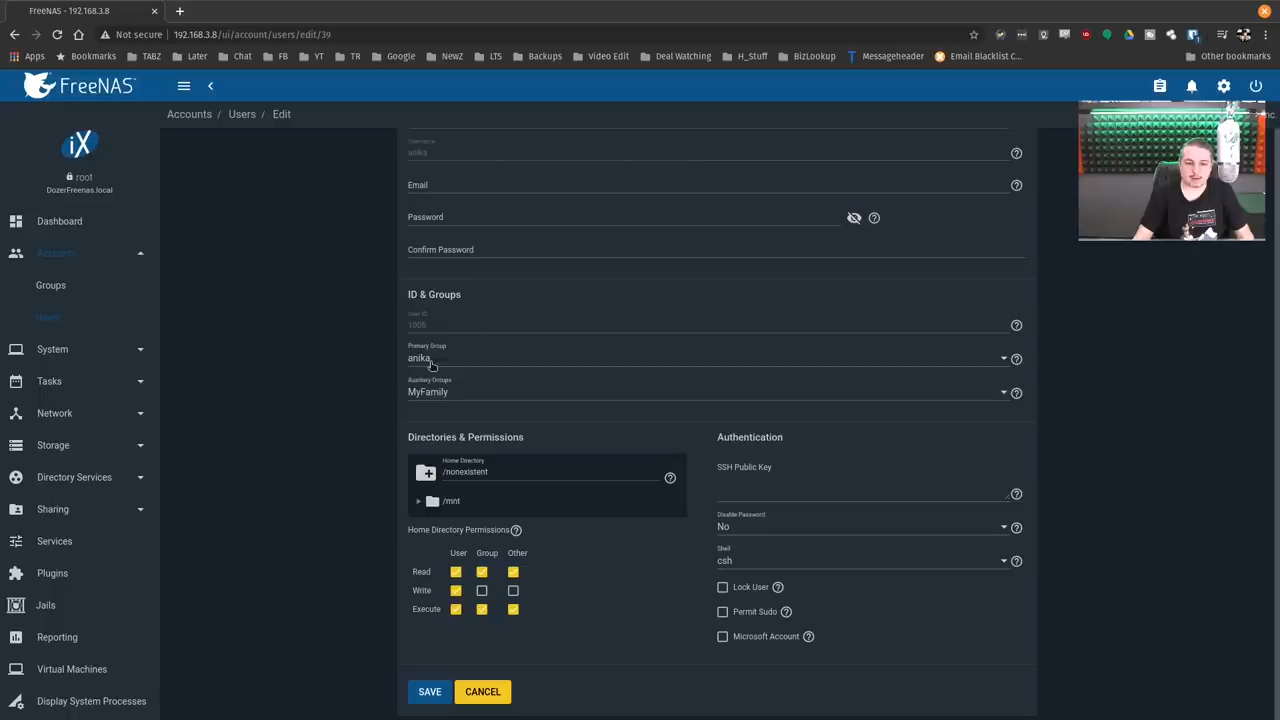 FreeNAS - 192.168.3.8
Not secure 192.168.3.8/ui/account/users/edit/39
Apps Bookmarks TABZ Later Chat FB YT TR Google NewZ LTS Backups Video Edit Deal Watching H_Stuff BizLookup Messageheader Email Blacklist C... Other bookmarks
FreeNAS
Accounts / Users / Edit
iX
root
DozerFreenas.local
Dashboard
Accounts
Groups
Users
System
Tasks
Network
Storage
Directory Services
Sharing
Services
Plugins
Jails
Reporting
Virtual Machines
Display System Processes
Username
anika
Email
Password
Confirm Password
ID & Groups
User ID
1005
Primary Group
anika
Auxiliary Groups
MyFamily
Directories & Permissions
Home Directory
/nonexistent
/mnt
Home Directory Permissions
User Group Other
Read
Write
Execute
Authentication
SSH Public Key
Disable Password
No
Shell
csh
Lock User
Permit Sudo
Microsoft Account
SAVE CANCEL